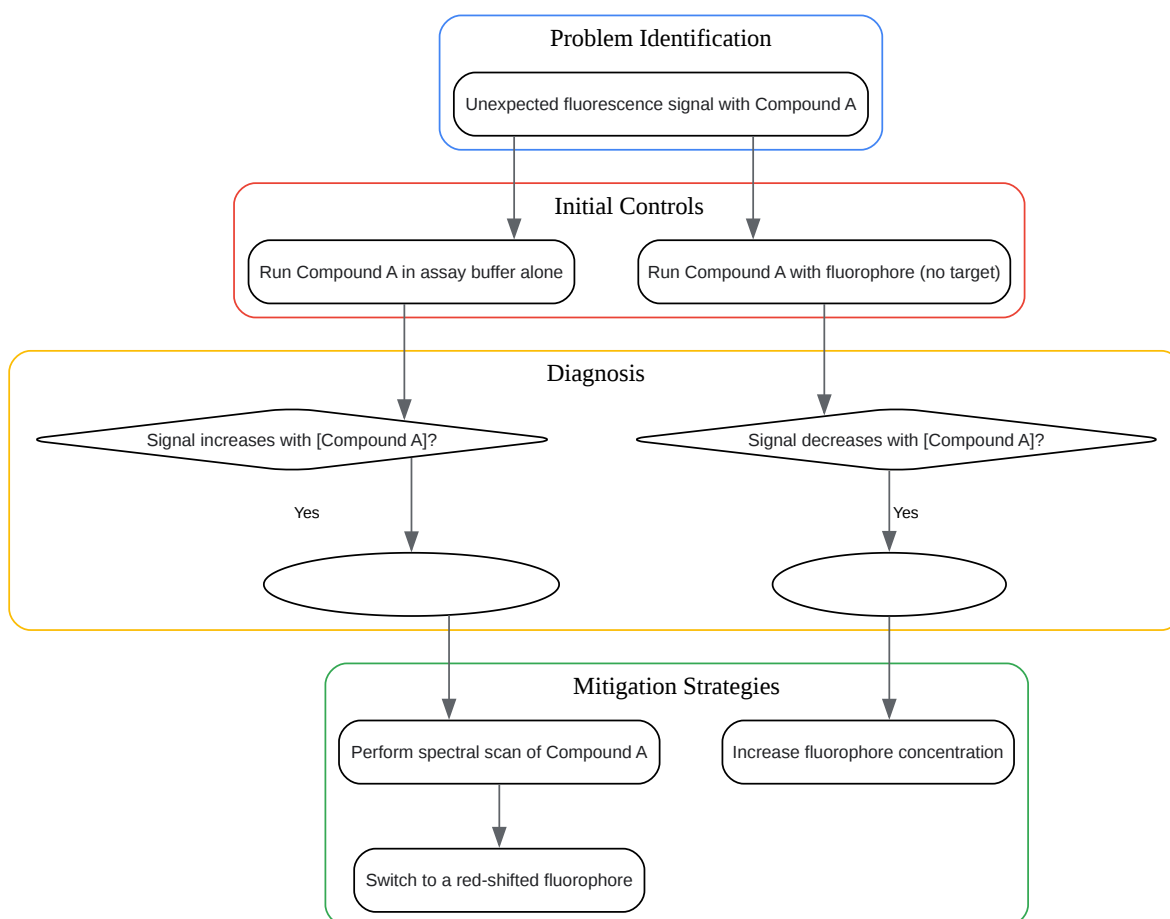 Problem Identification
Unexpected fluorescence signal with Compound A
Initial Controls
Run Compound A in assay buffer alone
Run Compound A with fluorophore (no target)
Diagnosis
Signal increases with [Compound A]?
Signal decreases with [Compound A]?
Yes
Yes
Mitigation Strategies
Perform spectral scan of Compound A
Increase fluorophore concentration
Switch to a red-shifted fluorophore